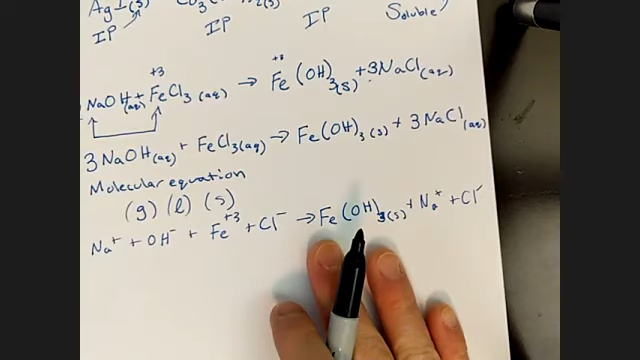 AgI(s)
IP IP IP Soluble
NaOH(aq) + FeCl3(aq) → Fe(OH)3(s) + 3NaCl(aq)
+3 +3
3NaOH(aq) + FeCl3(aq) → Fe(OH)3(s) + 3NaCl(aq)
Molecular equation
(g) (l) (s)
Na+ + OH- + Fe+3 + Cl- → Fe(OH)3(s) + Na+ + Cl-